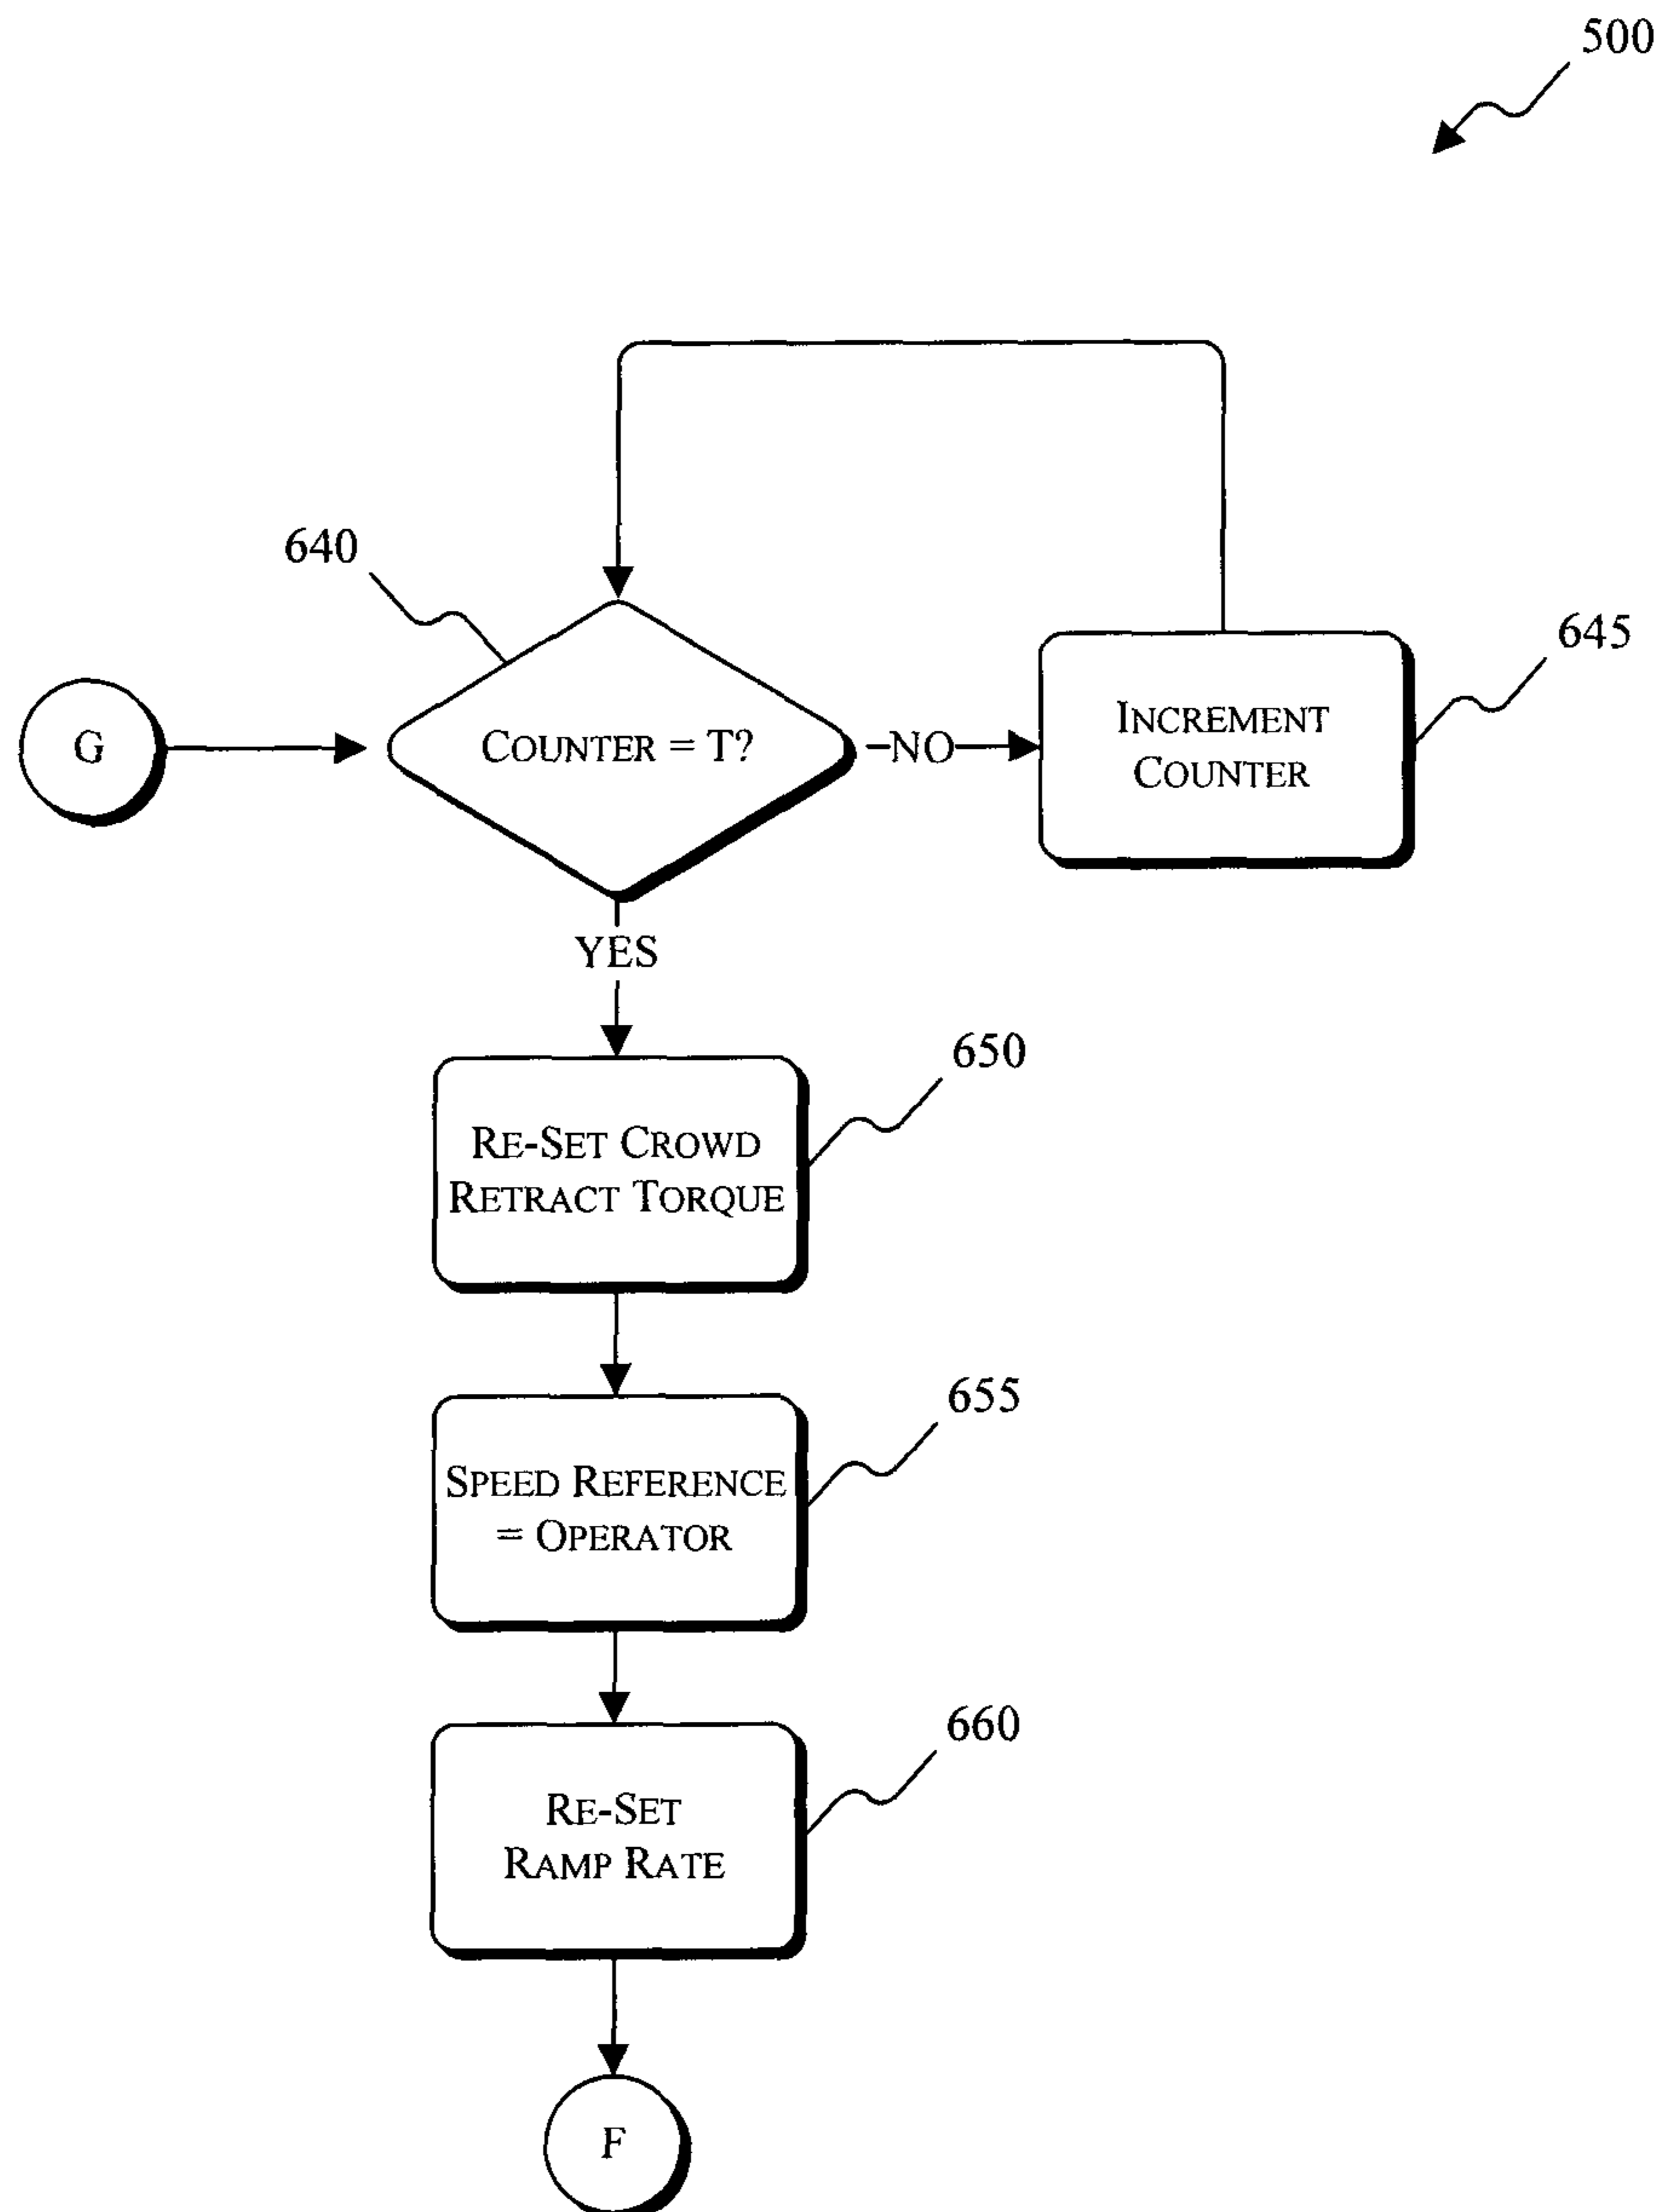 500
640
645
G
COUNTER = T?
NO
INCREMENT
COUNTER
YES
650
RE-SET CROWD
RETRACT TORQUE
655
SPEED REFERENCE
= OPERATOR
660
RE-SET
RAMP RATE
F